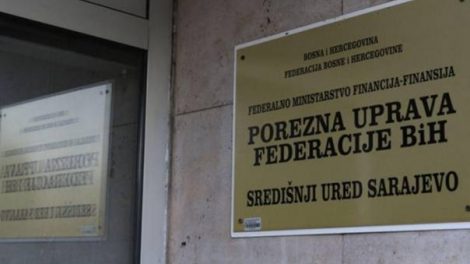 BOSNA I HERCEGOVINA
FEDERACIJA BOSNE I HERCEGOVINE
FEDERALNO MINISTARSTVO FINANCIJA-FINANSIJA
POREZNA UPRAVA
FEDERACIJE BiH
SREDIŠNJI URED SARAJEVO